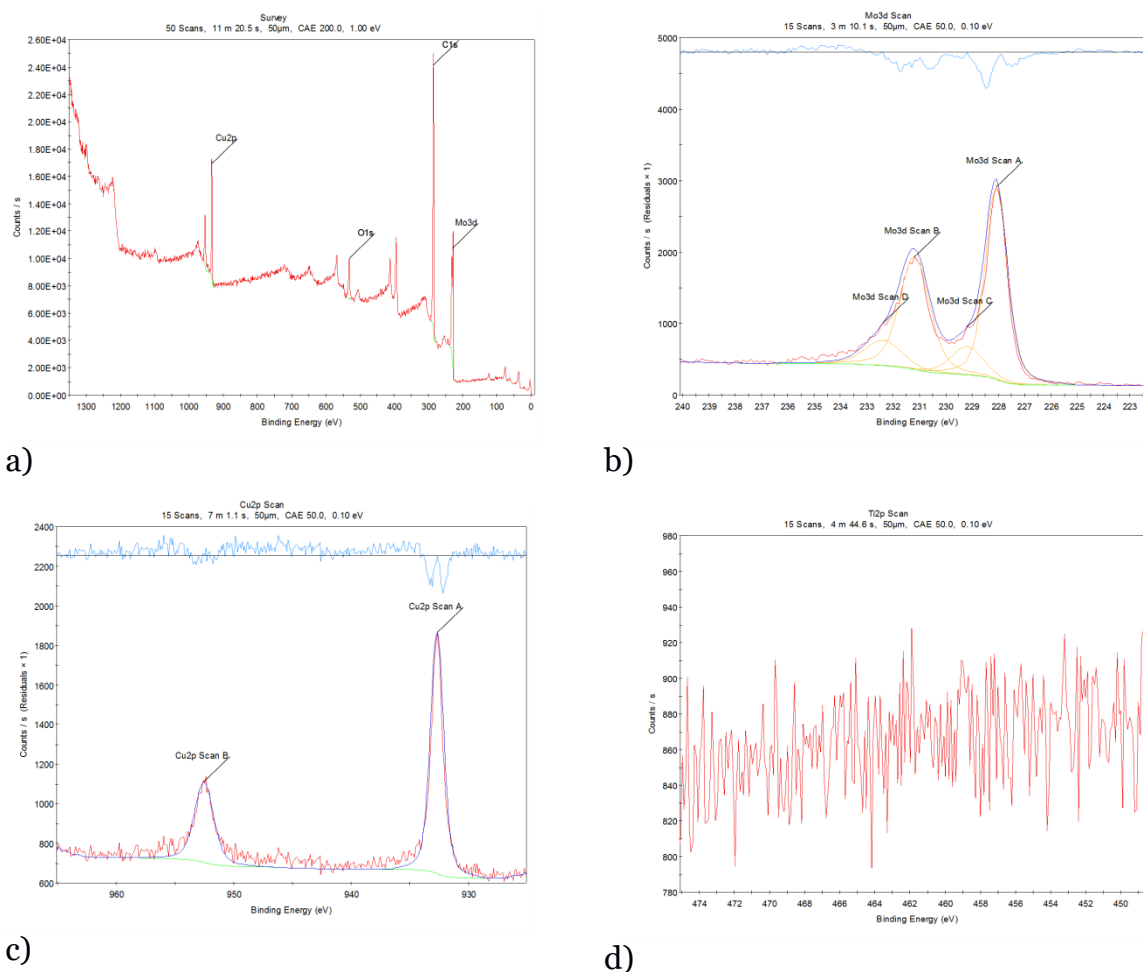 Survey
50 Scans, 11 m 20.5 s, 50µm, CAE 200.0, 1.00 eV
2.60E+04
2.40E+04
2.20E+04
2.00E+04
1.80E+04
1.60E+04
1.40E+04
1.20E+04
1.00E+04
8.00E+03
6.00E+03
4.00E+03
2.00E+03
0.00E+00
Counts / s
C1s
Cu2p
Mo3d
O1s
1300 1200 1100 1000 900 800 700 600 500 400 300 200 100 0
Binding Energy (eV)
a)
Mo3d Scan
15 Scans, 3 m 10.1 s, 50µm, CAE 50.0, 0.10 eV
5000
4000
3000
2000
1000
0
Counts / s (Residuals × 1)
Mo3d Scan A
Mo3d Scan B
Mo3d Scan D
Mo3d Scan C
240 239 237 236 235 234 232 231 230 229 228 227 225 224 223
Binding Energy (eV)
b)
Cu2p Scan
15 Scans, 7 m 1.1 s, 50µm, CAE 50.0, 0.10 eV
2400
2200
2000
1800
1600
1400
1200
1000
800
600
Counts / s (Residuals × 1)
Cu2p Scan A
Cu2p Scan B
960 950 940 930
Binding Energy (eV)
c)
Ti2p Scan
15 Scans, 4 m 44.6 s, 50µm, CAE 50.0, 0.10 eV
980
960
940
920
900
880
860
840
820
800
780
Counts / s
474 472 470 468 466 464 462 460 458 456 454 452 450
Binding Energy (eV)
d)